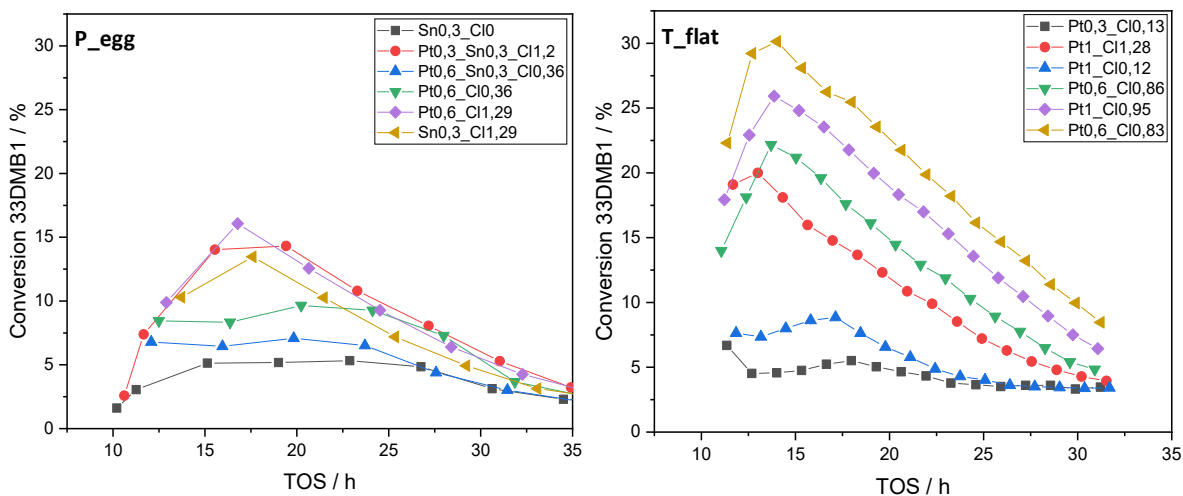 P_egg
Sn0,3_Cl0
Pt0,3_Sn0,3_Cl1,2
Pt0,6_Sn0,3_Cl0,36
Pt0,6_Cl0,36
Pt0,6_Cl1,29
Sn0,3_Cl1,29
Conversion 33DMB1 / %
30
25
20
15
10
5
0
10 15 20 25 30 35
TOS / h
T_flat
Pt0,3_Cl0,13
Pt1_Cl1,28
Pt1_Cl0,12
Pt0,6_Cl0,86
Pt1_Cl0,95
Pt0,6_Cl0,83
Conversion 33DMB1 / %
30
25
20
15
10
5
0
10 15 20 25 30 35
TOS / h